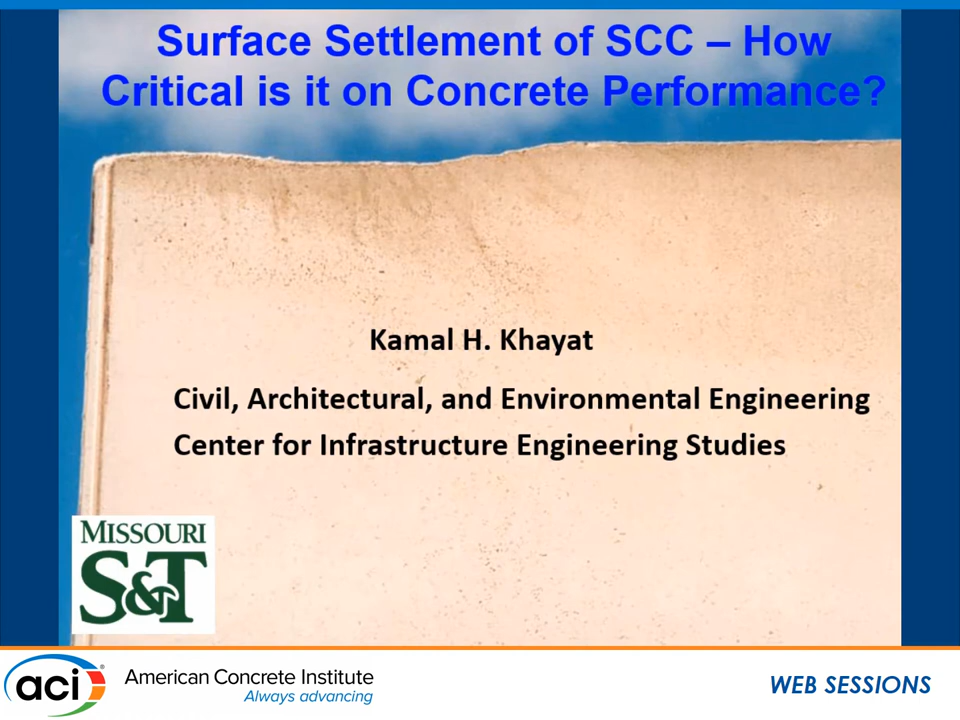 Surface Settlement of SCC – How
Critical is it on Concrete Performance?
Kamal H. Khayat
Civil, Architectural, and Environmental Engineering
Center for Infrastructure Engineering Studies
MISSOURI
S&T
aci®
American Concrete Institute
Always advancing
WEB SESSIONS